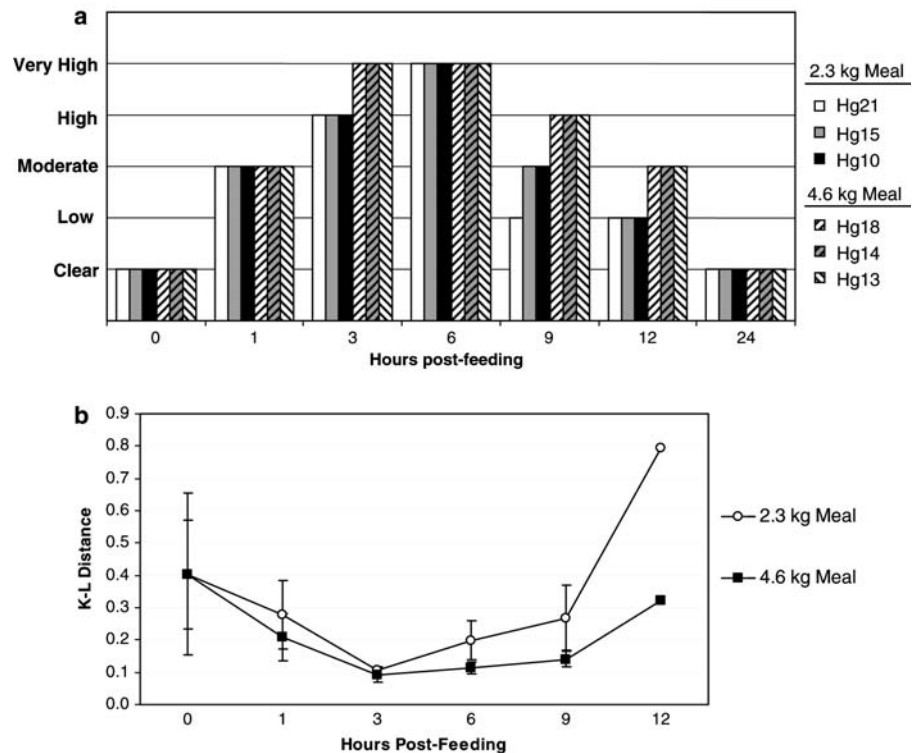 a
Very High
High
Moderate
Low
Clear
0 1 3 6 9 12 24
Hours post-feeding
2.3 kg Meal
Hg21
Hg15
Hg10
4.6 kg Meal
Hg18
Hg14
Hg13
b
K-L Distance
0.9
0.8
0.7
0.6
0.5
0.4
0.3
0.2
0.1
0.0
0 1 3 6 9 12
Hours Post-Feeding
2.3 kg Meal
4.6 kg Meal